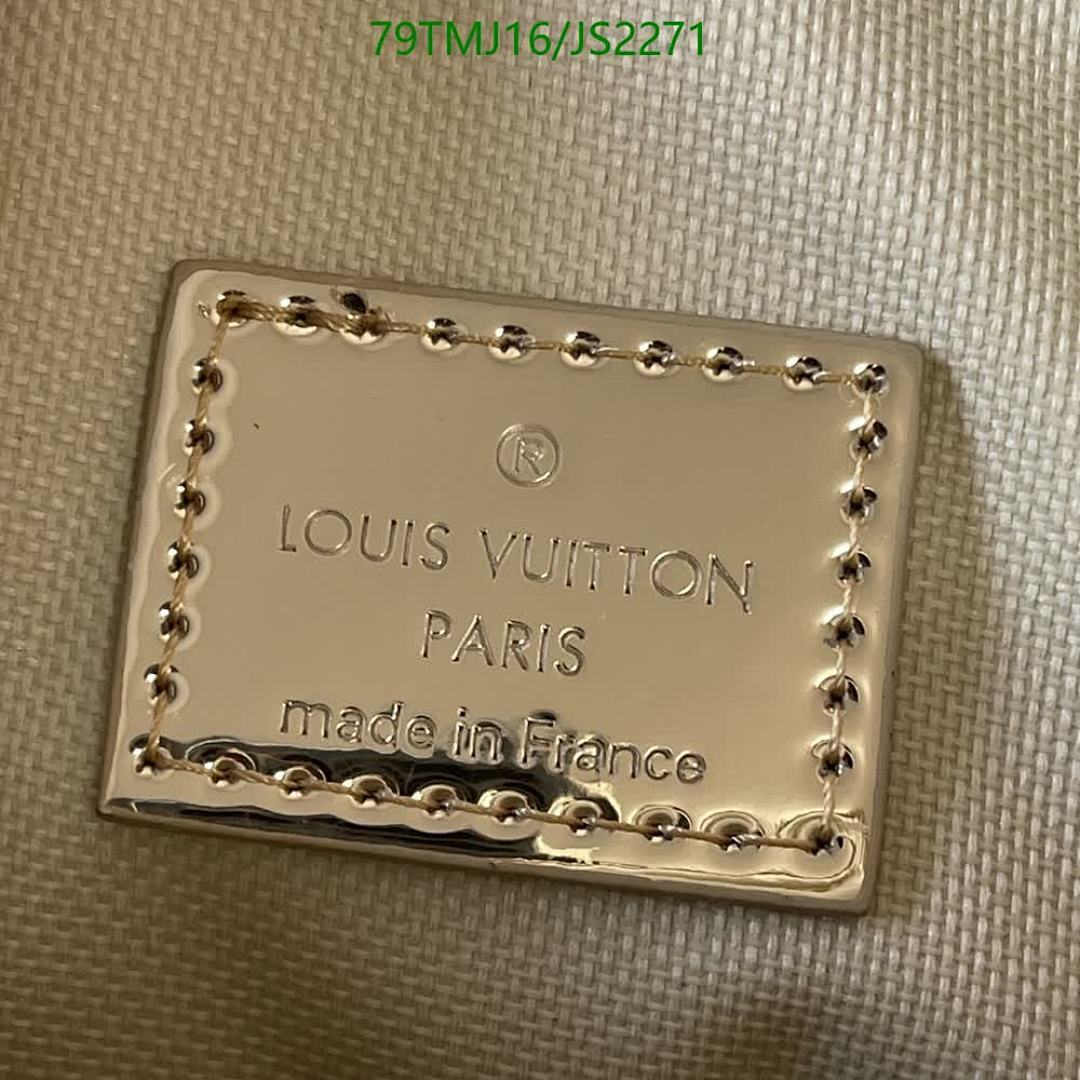 79TMJ16/JS2271
®
LOUIS VUITTON
PARIS
made in France